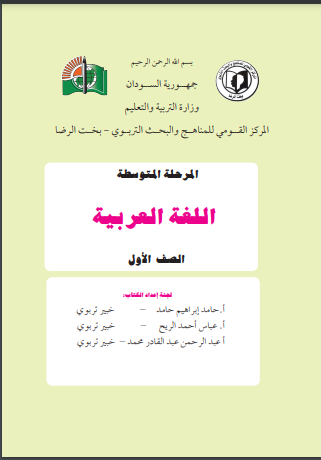 بسم الله الرحمن الرحيم
جمهورية الســودان
وزارة التربية والتعليم
المركز القومي للمناهج والبحث التربوي - بخت الرضا
المرحلة المتوسطة
اللغة العربية
الصف الأول
لجنة إعداد الكتاب:
أ.حامد إبراهيم حامد – خبير تربوي
أ. عباس أحمد الريح – خبير تربوي
أ عبد الرحمن عبد القادر محمد – خبير تربوي